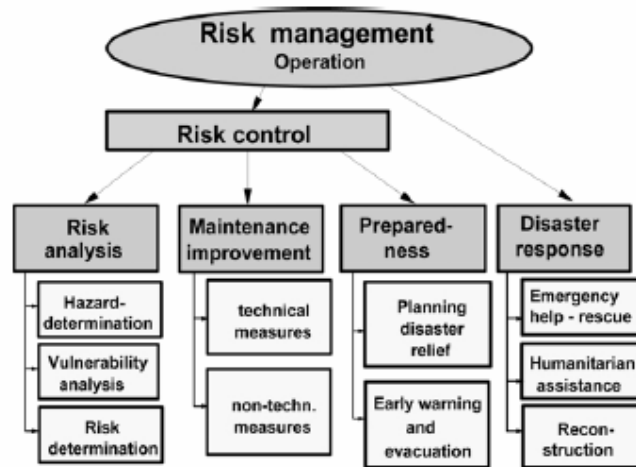 Risk management
Operation
Risk control
Risk
analysis
Hazard-
determination
Vulnerability
analysis
Risk
determination
Maintenance
improvement
technical
measures
non-techn.
measures
Prepared-
ness
Planning
disaster
relief
Early warning
and
evacuation
Disaster
response
Emergency
help - rescue
Humanitarian
assistance
Recon-
struction